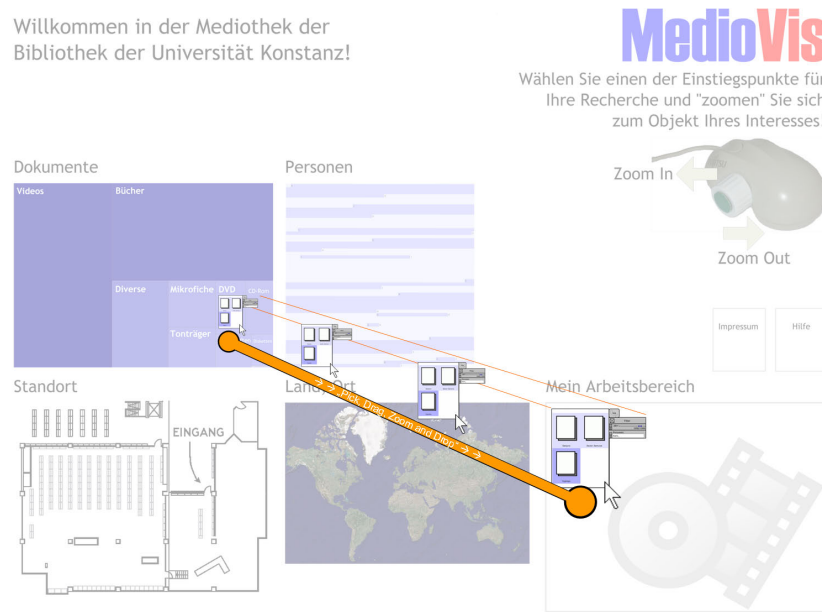 Willkommen in der Mediothek der
Bibliothek der Universität Konstanz!
MedioVis
Wählen Sie einen der Einstiegspunkte für
Ihre Recherche und "zoomen" Sie sich
zum Objekt Ihres Interesses
Zoom In
Zoom Out
Dokumente
Videos
Bücher
Diverse
Mikrofiche
DVD
CD-Rom
Tonträger
Personen
Impressum
Hilfe
Standort
EINGANG
Land/Ort
→ → „Pick, Drag, Zoom and Drop“ → →
Mein Arbeitsbereich